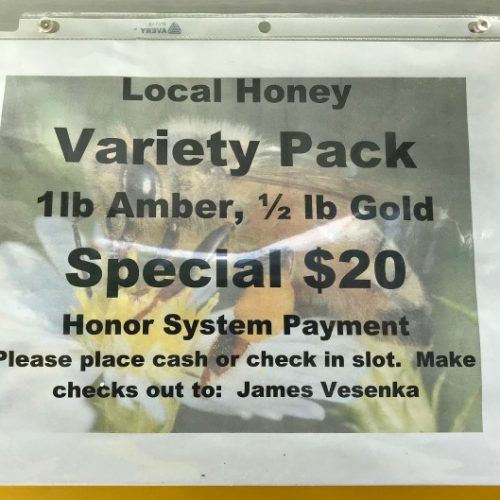 AVERY
Local Honey
Variety Pack
1lb Amber, ½ lb Gold
Special $20
Honor System Payment
Please place cash or check in slot. Make
checks out to: James Vesenka